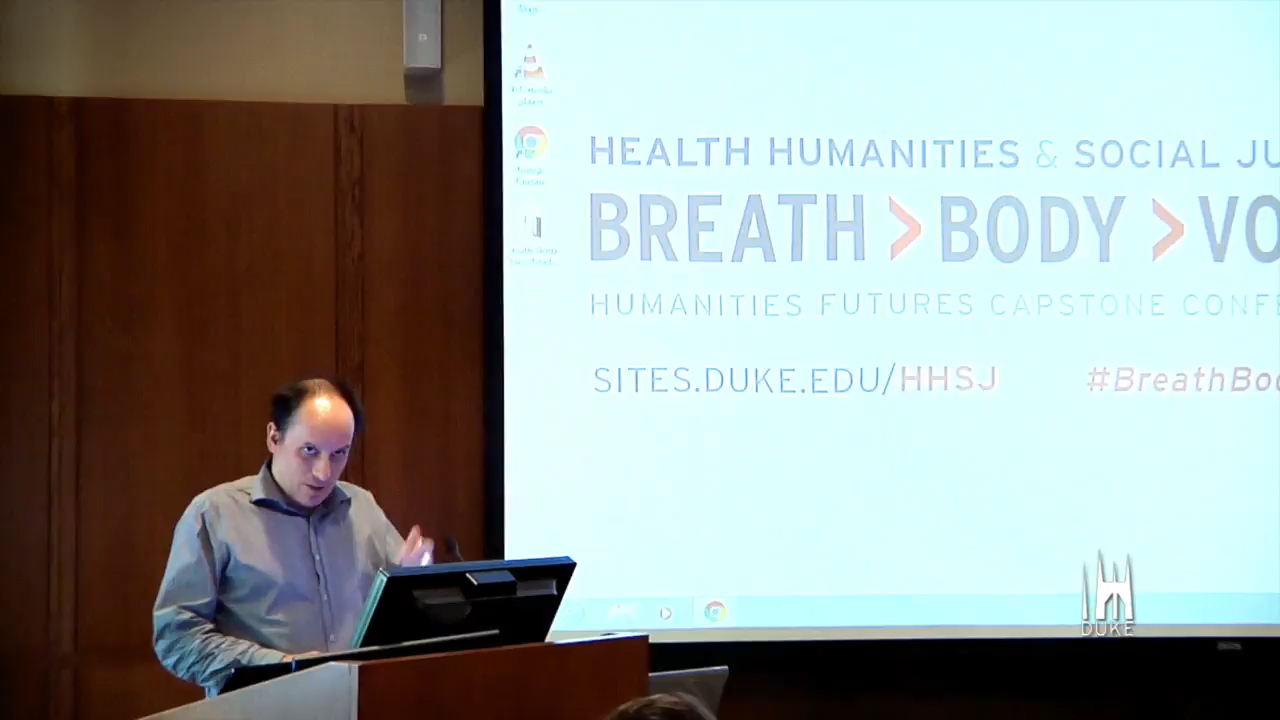 HEALTH HUMANITIES & SOCIAL JU
BREATH > BODY > VO
HUMANITIES FUTURES CAPSTONE CONFE
SITES.DUKE.EDU/HHSJ #BreathBod
DUKE